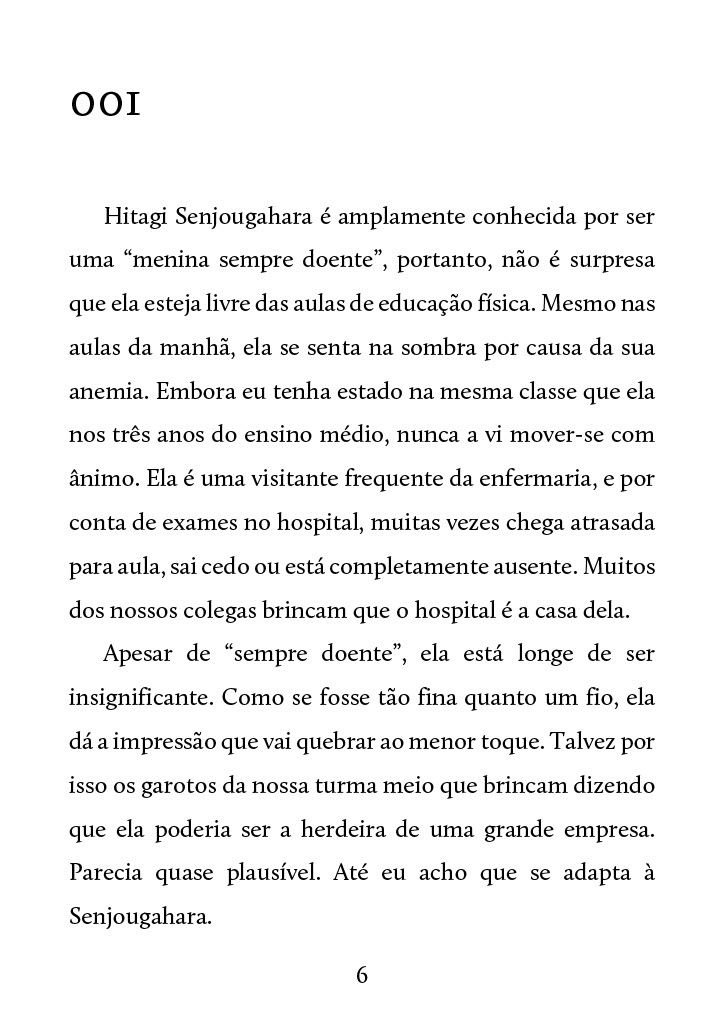 001
Hitagi Senjougahara é amplamente conhecida por ser
uma “menina sempre doente”, portanto, não é surpresa
que ela esteja livre das aulas de educação física. Mesmo nas
aulas da manhã, ela se senta na sombra por causa da sua
anemia. Embora eu tenha estado na mesma classe que ela
nos três anos do ensino médio, nunca a vi mover-se com
ânimo. Ela é uma visitante frequente da enfermaria, e por
conta de exames no hospital, muitas vezes chega atrasada
para aula, sai cedo ou está completamente ausente. Muitos
dos nossos colegas brincam que o hospital é a casa dela.
Apesar de “sempre doente”, ela está longe de ser
insignificante. Como se fosse tão fina quanto um fio, ela
dá a impressão que vai quebrar ao menor toque. Talvez por
isso os garotos da nossa turma meio que brincam dizendo
que ela poderia ser a herdeira de uma grande empresa.
Parecia quase plausível. Até eu acho que se adapta à
Senjougahara.
6